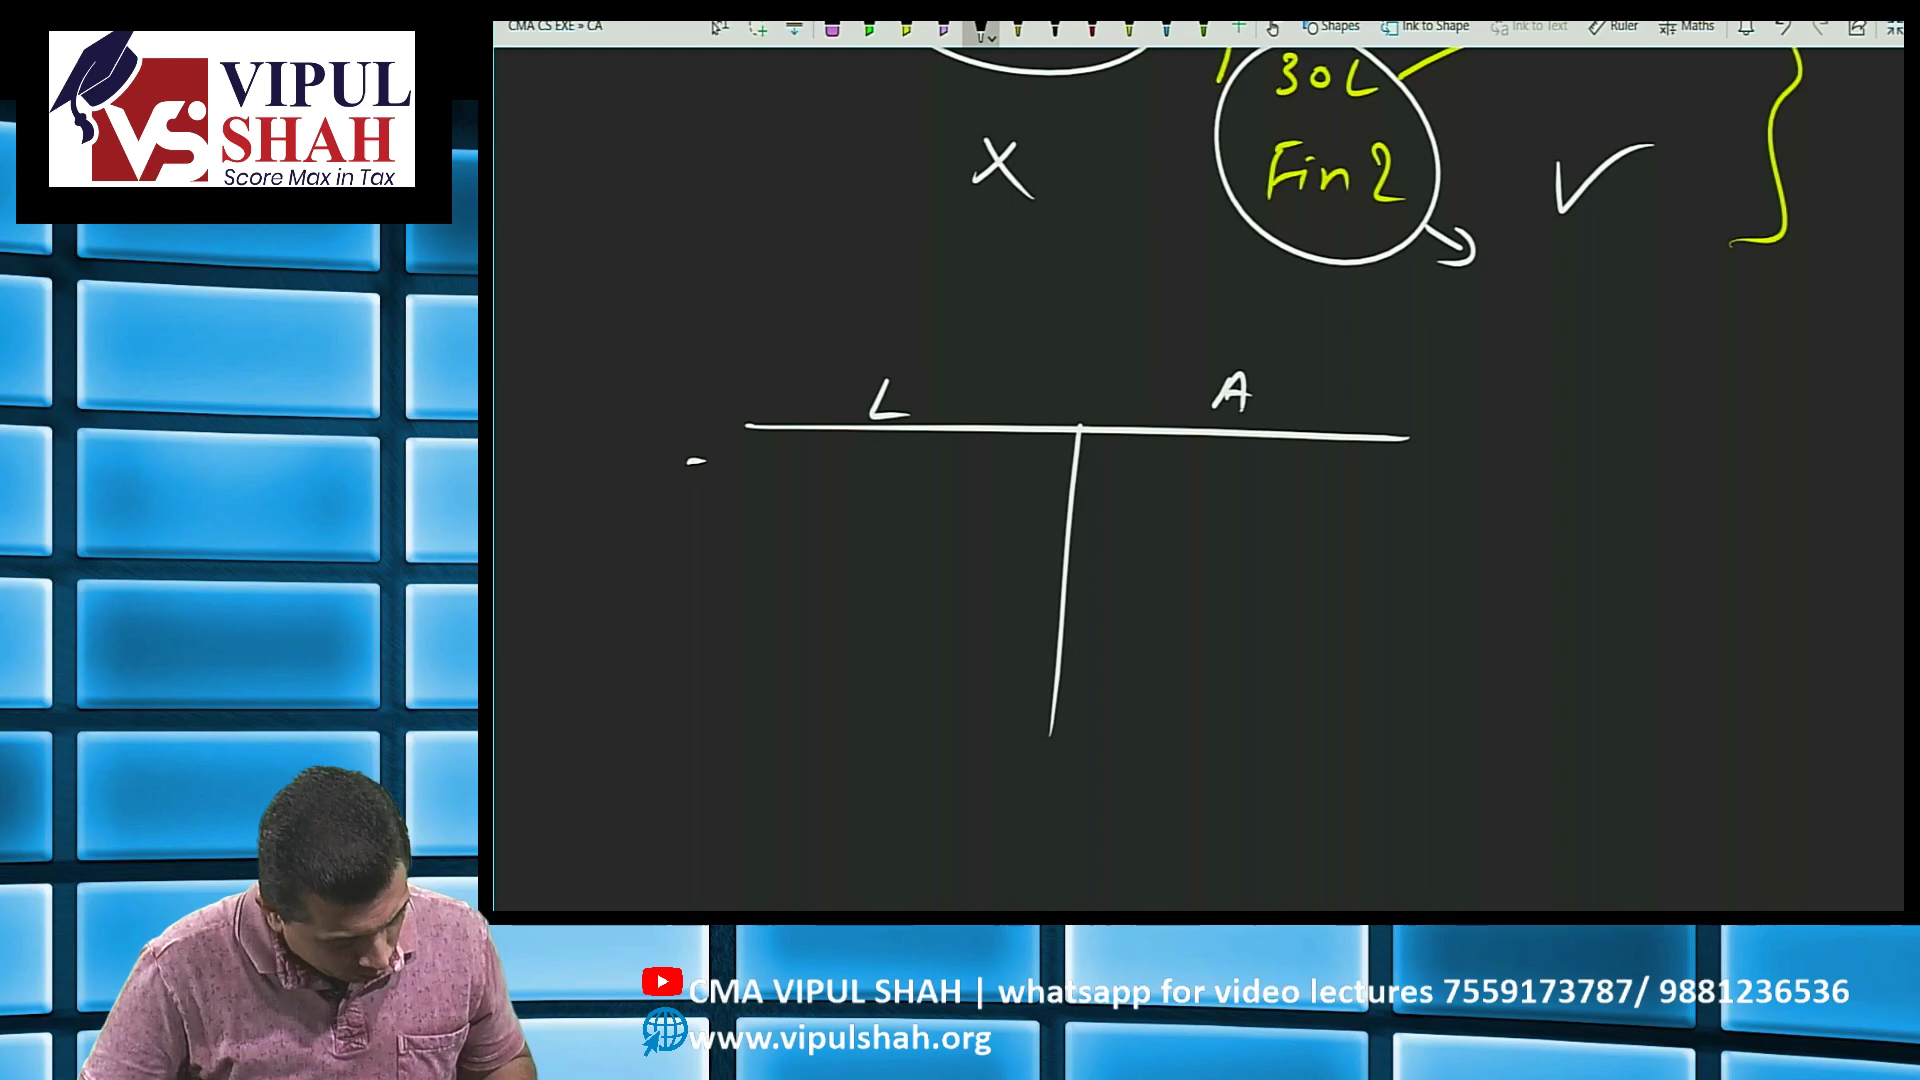 VIPUL
SHAH
Score Max in Tax
VS
CMA CS EXE » CA
Shapes
Ink to Shape
Ink to Text
Ruler
Maths
30L
Fin 2
X
L
A
CMA VIPUL SHAH | whatsapp for video lectures 7559173787/ 9881236536
www.vipulshah.org